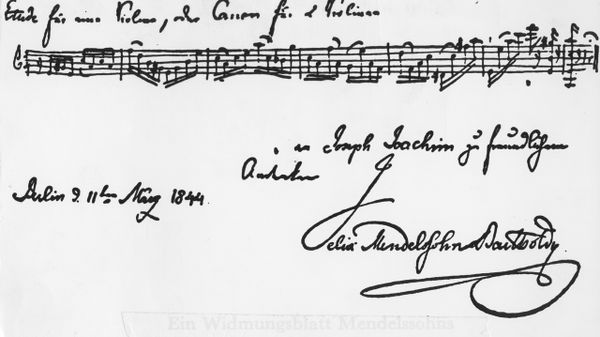 Etude für eine Violine, oder Canon für 2 Violinen
an Joseph Joachim zu freundlichem
Andenken
Berlin d. 11ten März 1844.
Felix Mendelssohn Bartholdy
Ein Widmungsblatt Mendelssohns